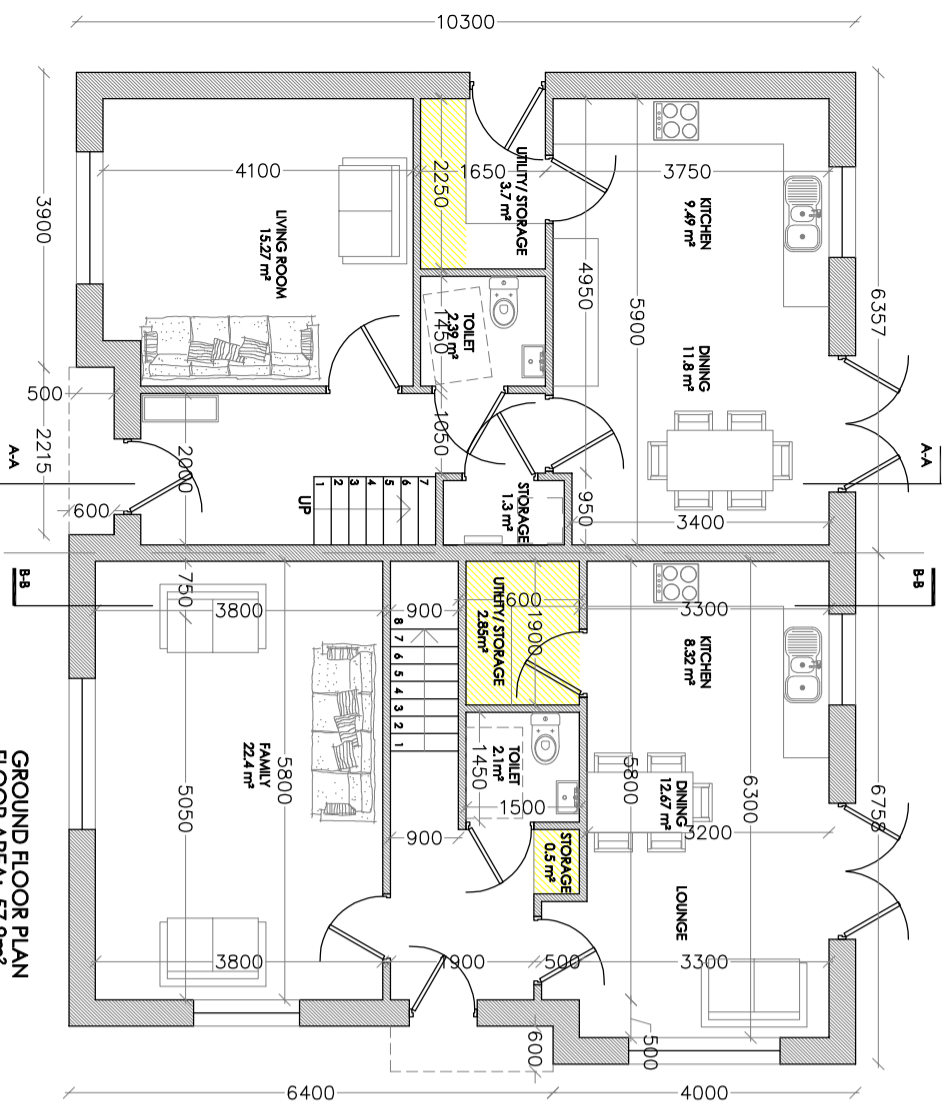 10300
3900
500
2215
600
6357
6758
6400
4000
A-A
A-A
B-B
B-B
4100
1650
3750
2250
UTILITY/ STORAGE
3.7 m²
KITCHEN
9.49 m²
LIVING ROOM
15.27 m²
4950
5900
TOILET
2.39 m²
1450
DINING
11.8 m²
1050
2000
UP
1
2
3
4
5
6
7
STORAGE
1.3 m²
950
3400
750
3800
900
600
1900
3300
UTILITY/ STORAGE
2.85m²
KITCHEN
8.32 m²
8
7
6
5
4
3
2
1
FAMILY
22.4 m²
5800
5050
TOILET
2.1m²
1450
1500
5800
DINING
12.67 m²
6300
3200
900
STORAGE
0.5 m²
LOUNGE
3800
1900
500
3300
600
500
GROUND FLOOR PLAN